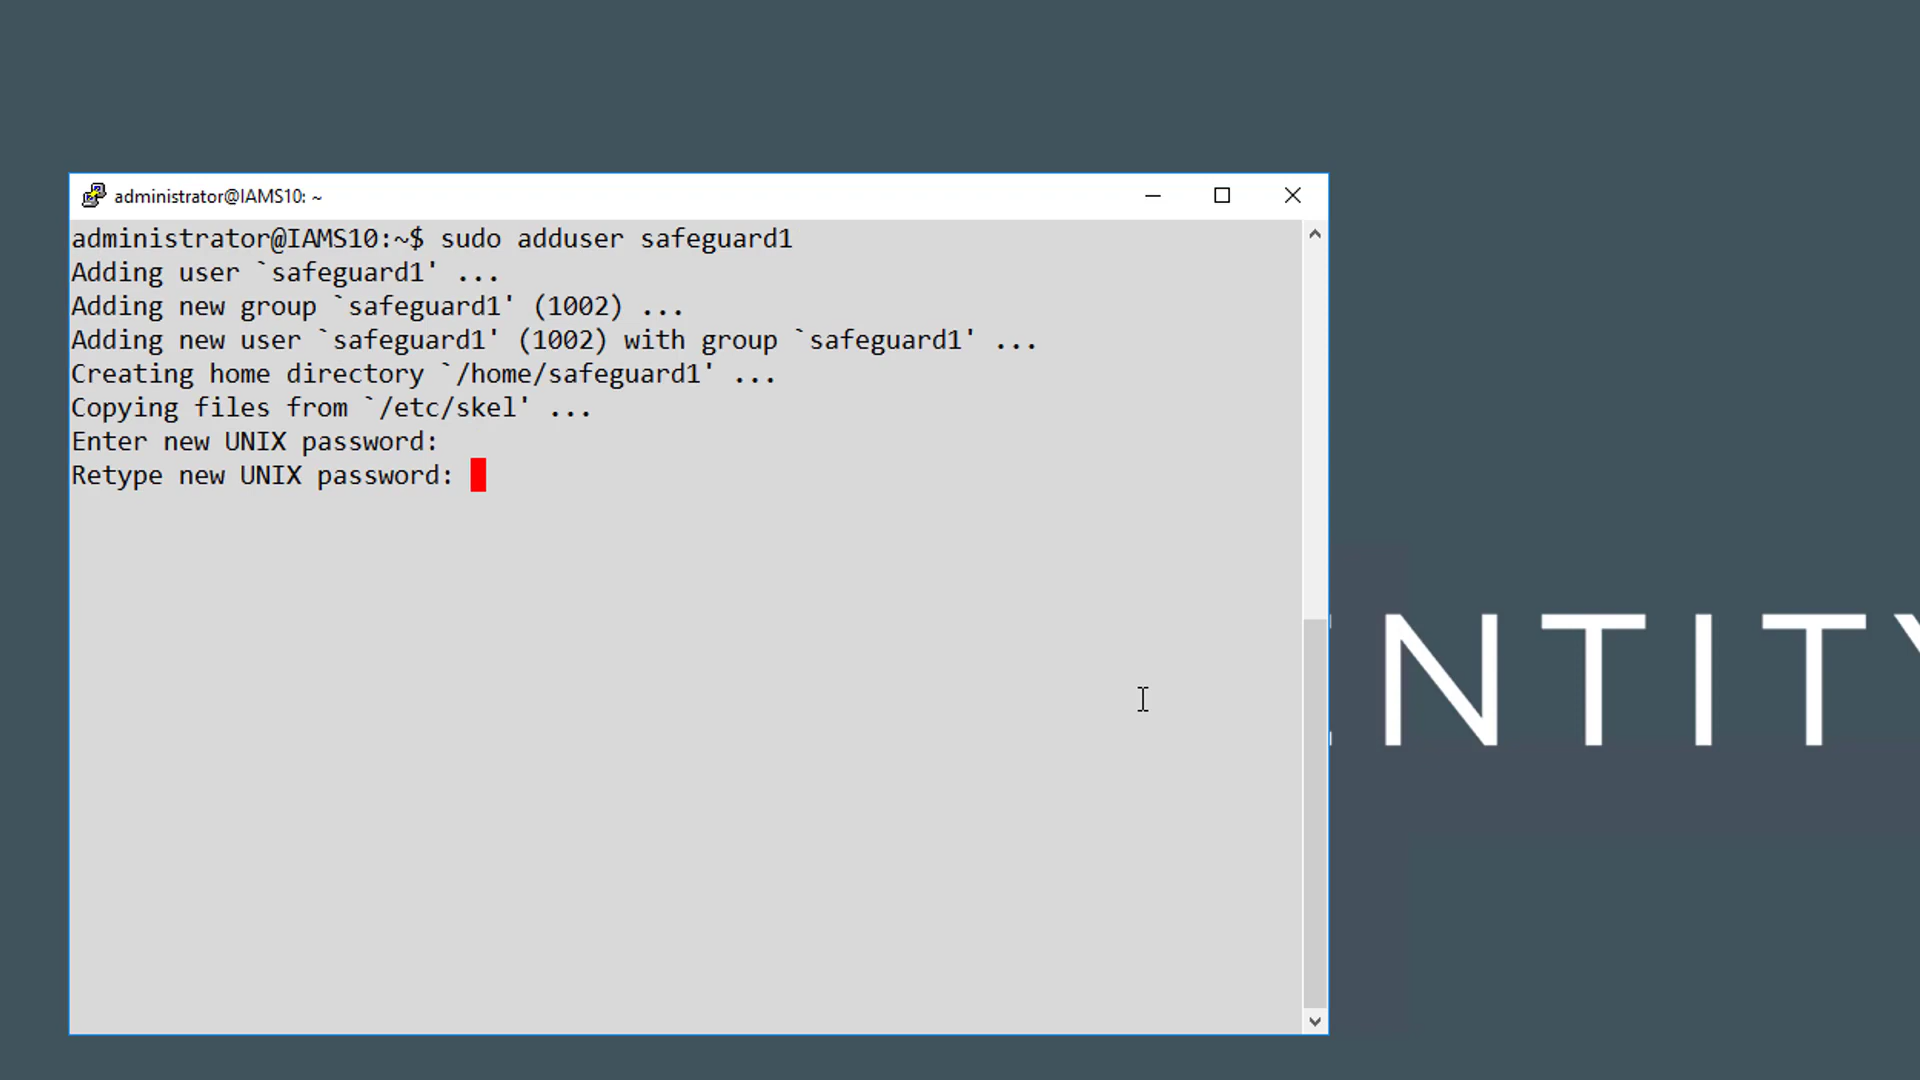 administrator@IAMS10: ~
administrator@IAMS10:~$ sudo adduser safeguard1
Adding user `safeguard1' ...
Adding new group `safeguard1' (1002) ...
Adding new user `safeguard1' (1002) with group `safeguard1' ...
Creating home directory `/home/safeguard1' ...
Copying files from `/etc/skel' ...
Enter new UNIX password:
Retype new UNIX password:
NTITY